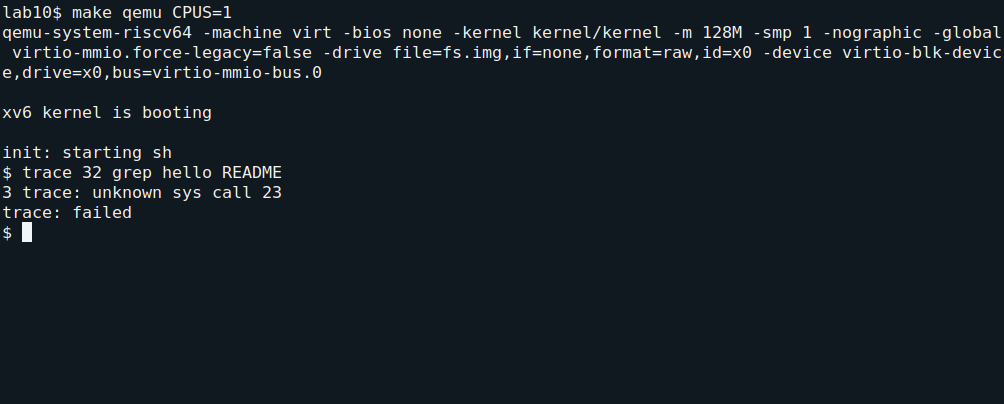 lab10$ make qemu CPUS=1
qemu-system-riscv64 -machine virt -bios none -kernel kernel/kernel -m 128M -smp 1 -nographic -global
 virtio-mmio.force-legacy=false -drive file=fs.img,if=none,format=raw,id=x0 -device virtio-blk-devic
e,drive=x0,bus=virtio-mmio-bus.0
xv6 kernel is booting
init: starting sh
$ trace 32 grep hello README
3 trace: unknown sys call 23
trace: failed
$